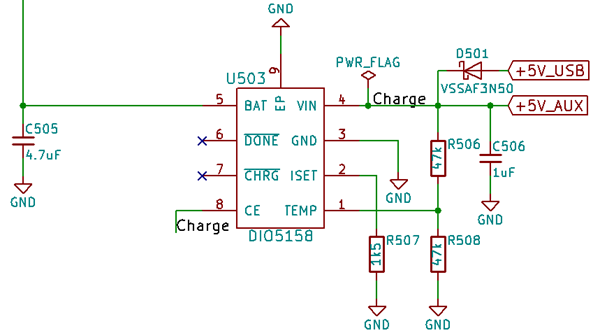 GND
PWR_FLAG
D501
+5V_USB
VSSAF3N50
U503
9
EP
5
BAT
VIN
4
Charge
+5V_AUX
C505
4.7uF
GND
6
DONE
GND
3
GND
R506
47k
C506
1uF
GND
7
CHRG
ISET
2
8
CE
TEMP
1
Charge
DIO5158
R507
1k5
GND
R508
47k
GND